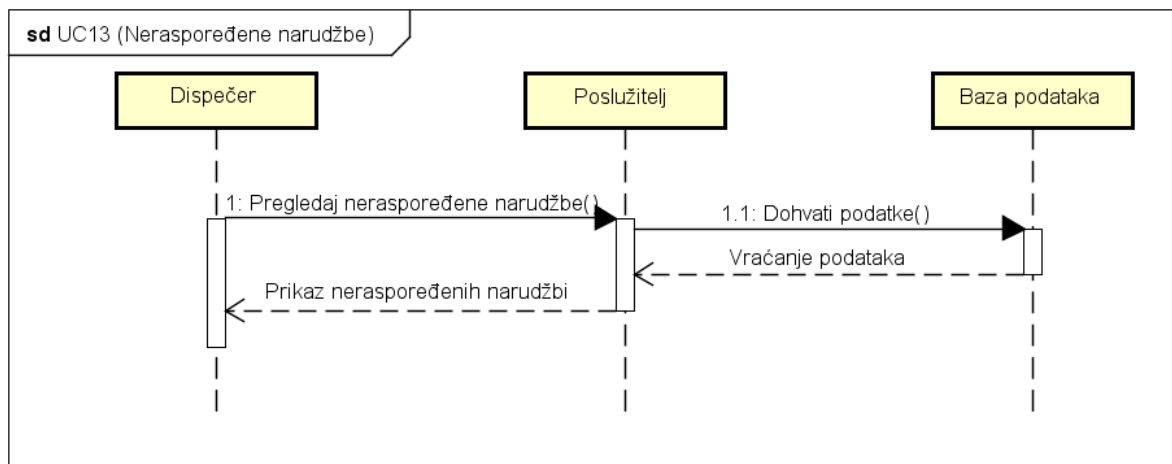 sd UC13 (Neraspoređene narudžbe)
Dispečer
Poslužitelj
Baza podataka
1: Pregledaj neraspoređene narudžbe()
1.1: Dohvati podatke()
Vraćanje podataka
Prikaz neraspoređenih narudžbi